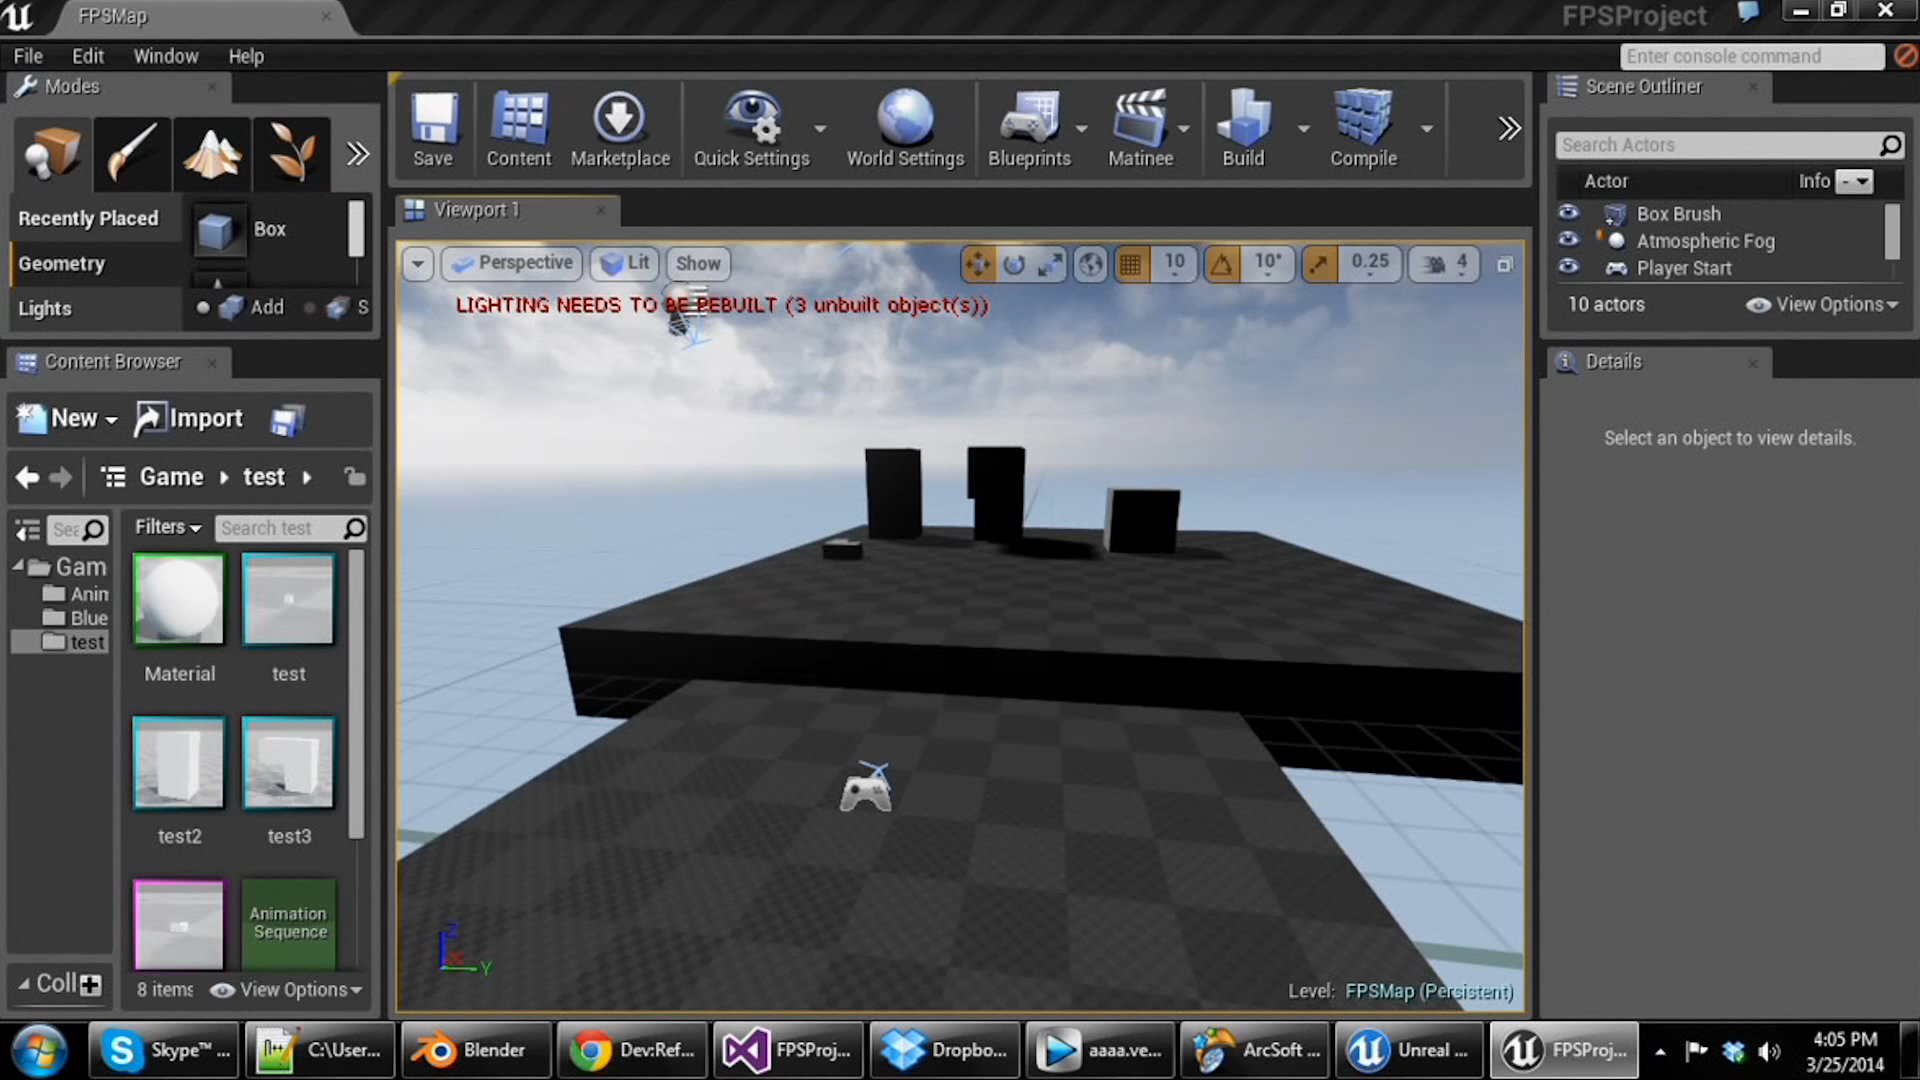 FPSMap
FPSProject
File Edit Window Help
Enter console command
Modes
Recently Placed
Geometry
Lights
Box
Add
S
Save
Content
Marketplace
Quick Settings
World Settings
Blueprints
Matinee
Build
Compile
Viewport 1
Perspective
Lit
Show
10
10°
0.25
4
LIGHTING NEEDS TO BE REBUILT (3 unbuilt object(s))
Level: FPSMap (Persistent)
Z
Y
Scene Outliner
Search Actors
Actor Info -
Box Brush
Atmospheric Fog
Player Start
10 actors
View Options
Details
Select an object to view details.
Content Browser
New Import
Game test
Sea
Filters
Search test
Gam
Anin
Blue
test
Material
test
test2
test3
Animation
Sequence
Coll
8 items
View Options
Skype™ ...
C:\User...
Blender
Dev:Ref...
FPSProj...
Dropbo...
aaaa.ve...
ArcSoft ...
Unreal ...
FPSProj...
4:05 PM
3/25/2014